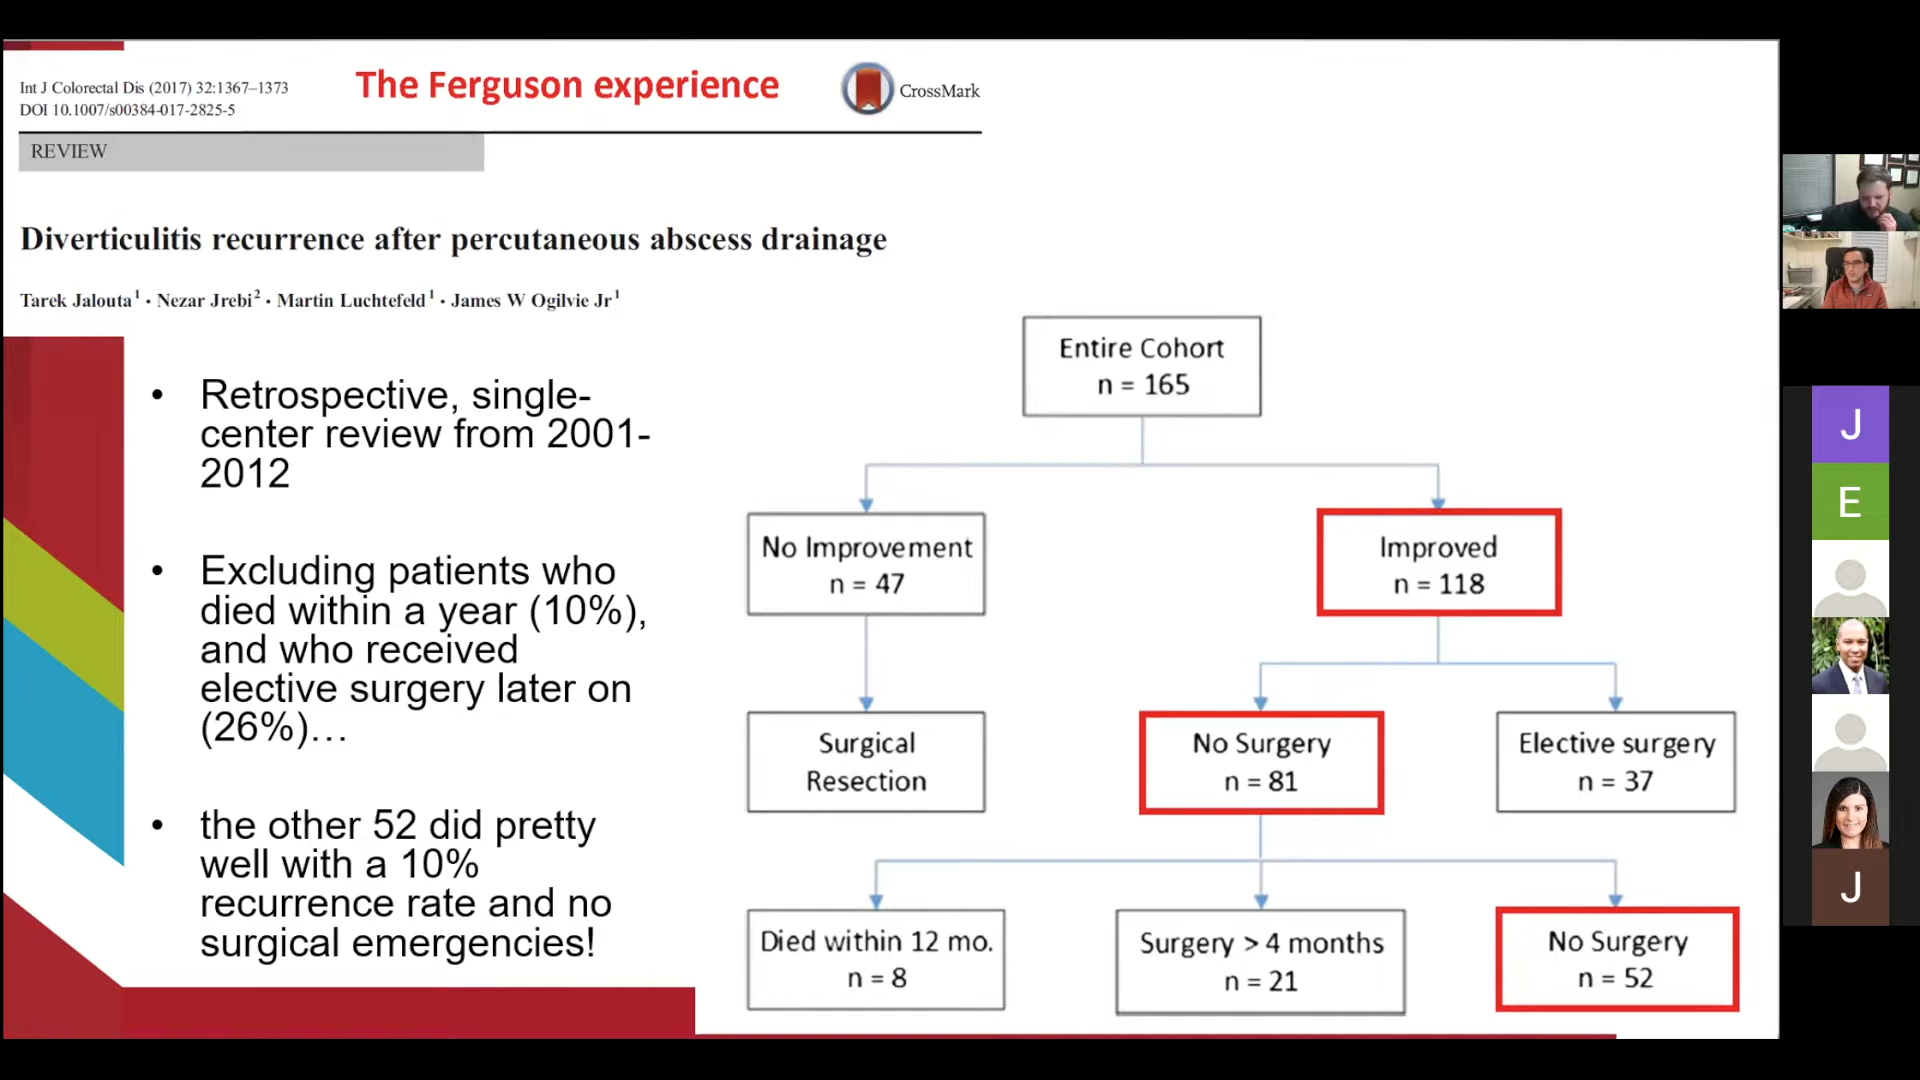 The Ferguson experience
Int J Colorectal Dis (2017) 32:1367–1373
DOI 10.1007/s00384-017-2825-5
CrossMark
REVIEW
Diverticulitis recurrence after percutaneous abscess drainage
Tarek Jalouta¹ · Nezar Jrebi² · Martin Luchtefeld¹ · James W Ogilvie Jr¹
• Retrospective, single-
center review from 2001-
2012
• Excluding patients who
died within a year (10%),
and who received
elective surgery later on
(26%)…
• the other 52 did pretty
well with a 10%
recurrence rate and no
surgical emergencies!
Entire Cohort
n = 165
No Improvement
n = 47
Improved
n = 118
Surgical
Resection
No Surgery
n = 81
Elective surgery
n = 37
Died within 12 mo.
n = 8
Surgery > 4 months
n = 21
No Surgery
n = 52
J
E
J